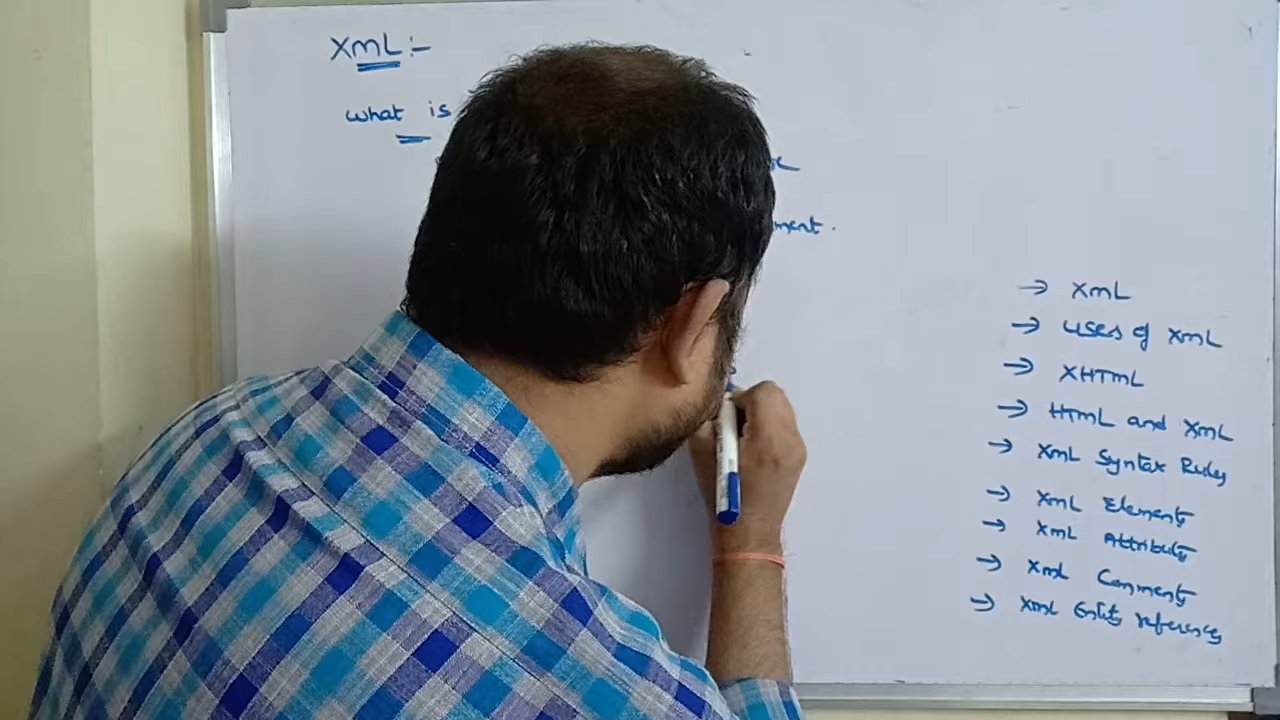 XML:-
what is
ment.
→ XML
→ uses of XML
→ XHTML
→ HTML and XML
→ XML Syntax Rules
→ XML Elements
→ XML Attributes
→ XML Comments
→ XML Entity references